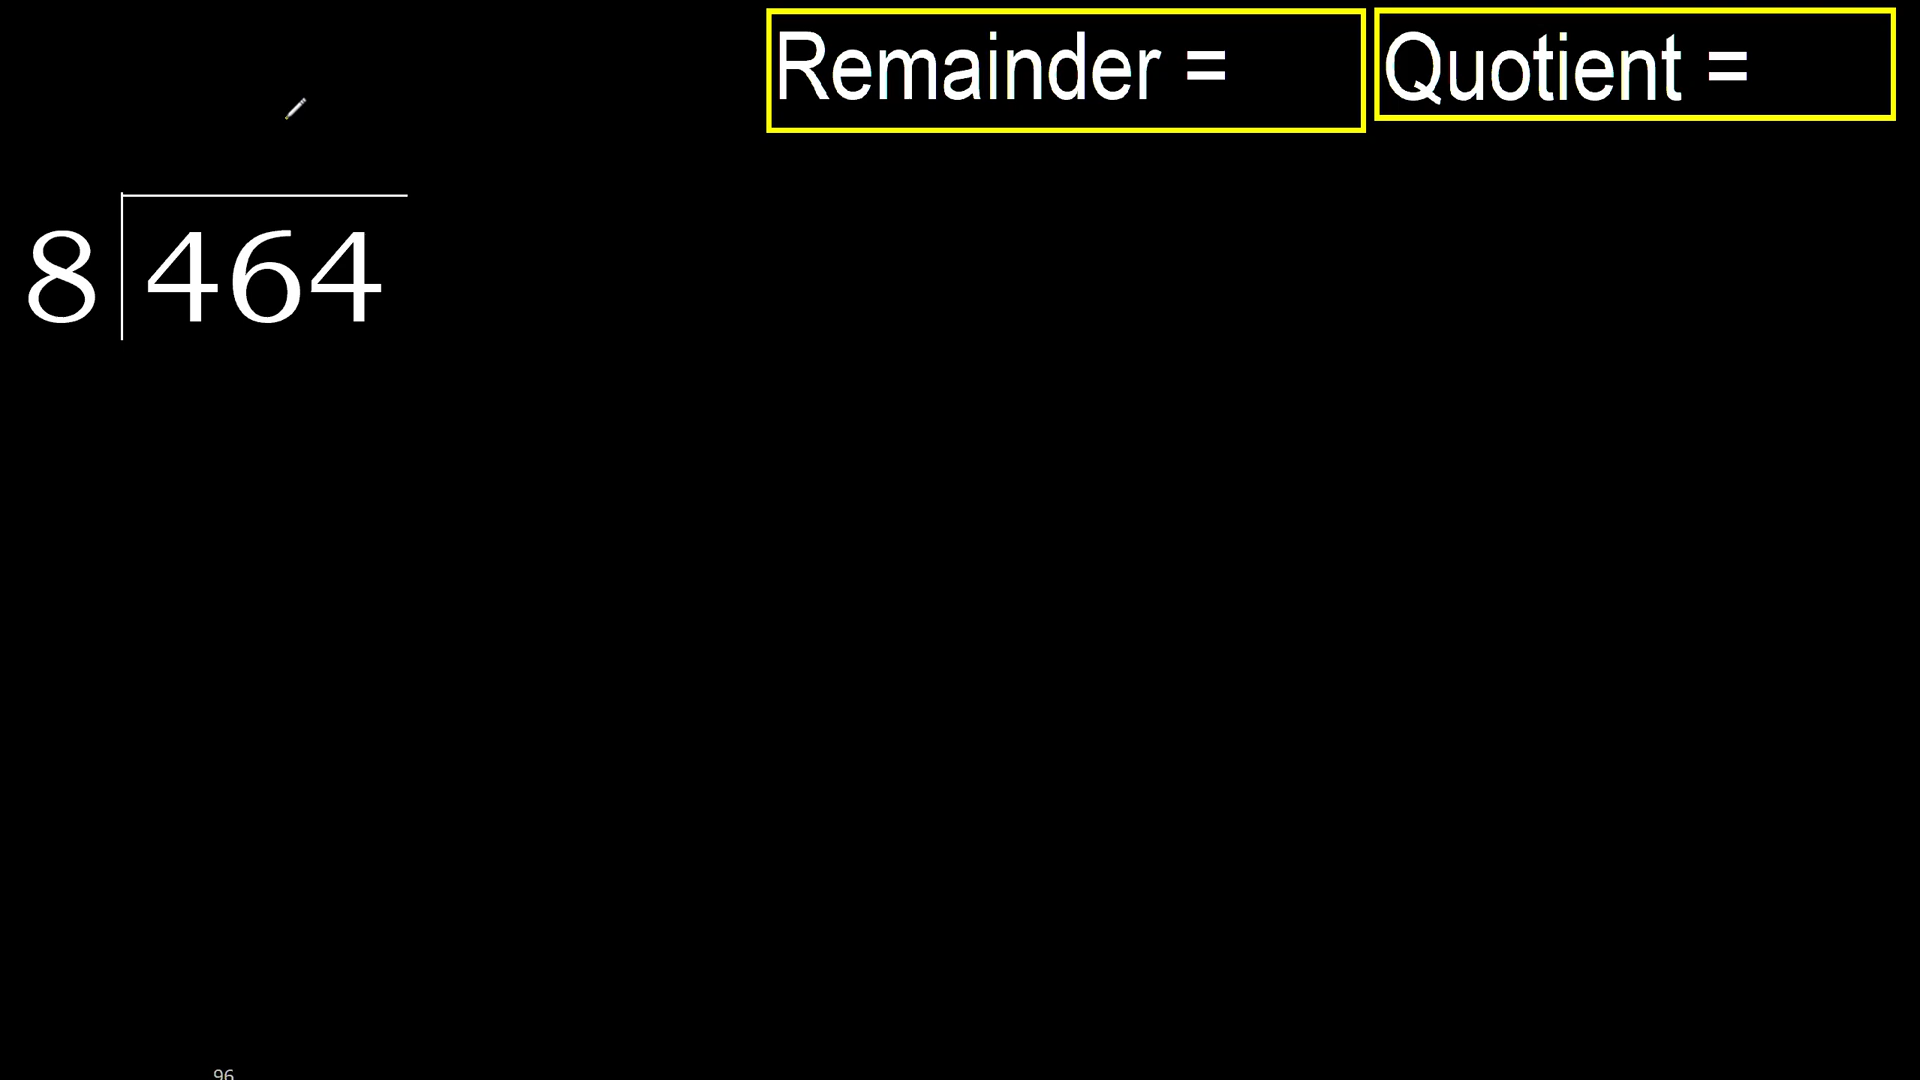 Remainder = Quotient =
8 464
96